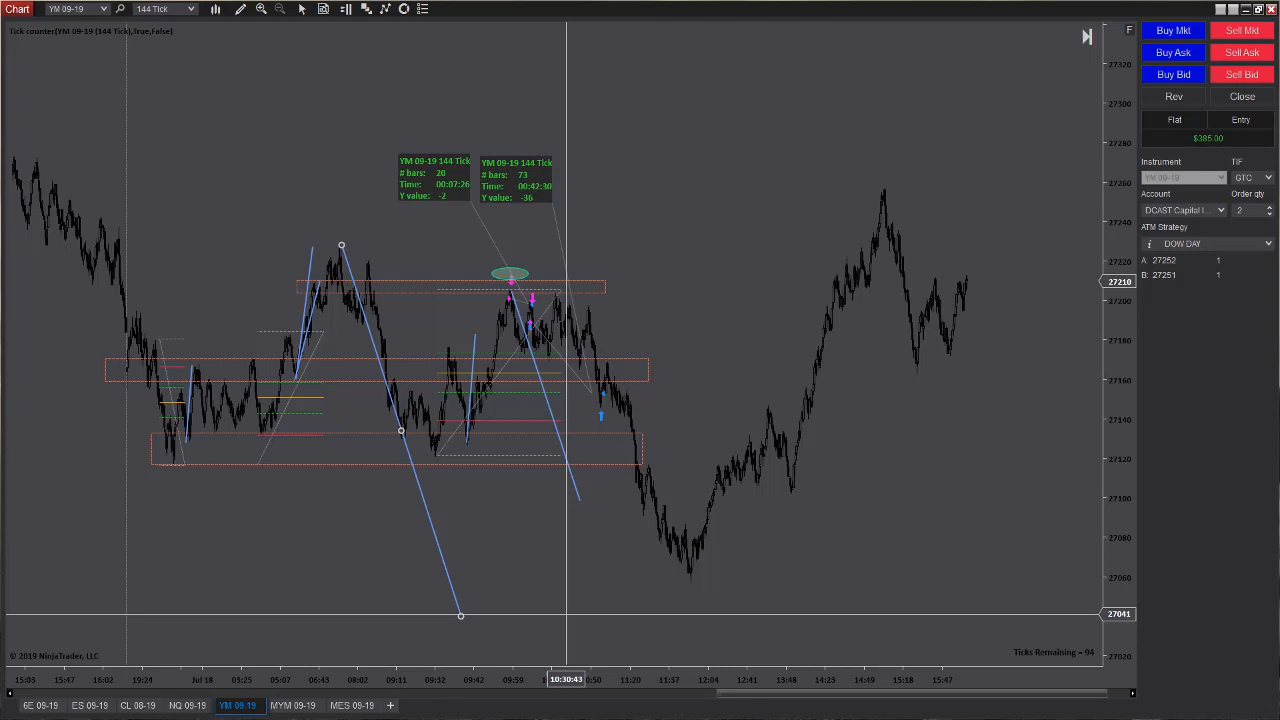 Chart YM 09-19 144 Tick
Tick counter(YM 09-19 (144 Tick),True,False)
F
YM 09-19 144 Tick
# bars: 20
Time: 00:07:26
Y value: -2
YM 09-19 144 Tick
# bars: 73
Time: 00:42:30
Y value: -36
27320
27300
27280
27260
27240
27220
27210
27200
27180
27160
27140
27120
27100
27080
27060
27041
27020
© 2019 NinjaTrader, LLC
Ticks Remaining = 94
15:03 15:47 16:02 19:24 Jul 18 05:07 06:43 08:02 09:11 09:32 09:42 09:59 10:30:43 :50 11:20 11:38 12:04 12:46 13:48 14:23 14:49 15:18 15:47
6E 09-19 ES 09-19 CL 08-19 NQ 09-19 YM 09-19 MYM 09-19 MES 09-19 +
Buy Mkt Sell Mkt
Buy Ask Sell Ask
Buy Bid Sell Bid
Rev Close
Flat Entry
$385.00
Instrument TIF
YM 09-19 GTC
Account Order qty
DCAST Capital I... 2
ATM Strategy
i DOW DAY
A: 27252 1
B: 27251 1